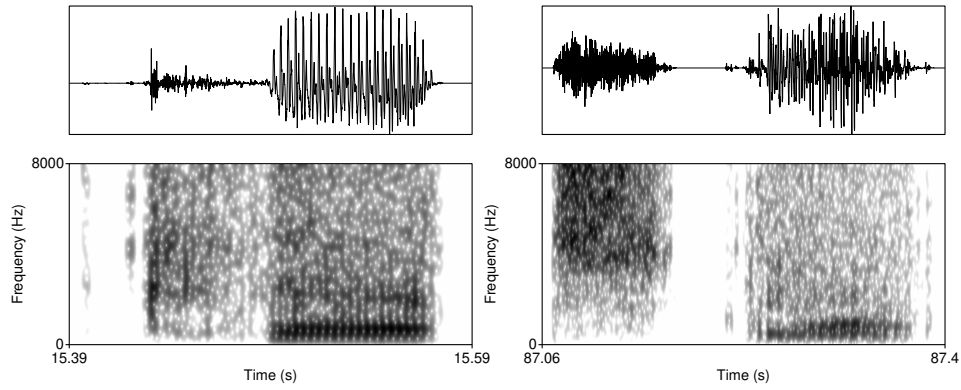 8000
Frequency (Hz)
0
15.39
15.59
Time (s)
8000
Frequency (Hz)
0
87.06
87.4
Time (s)